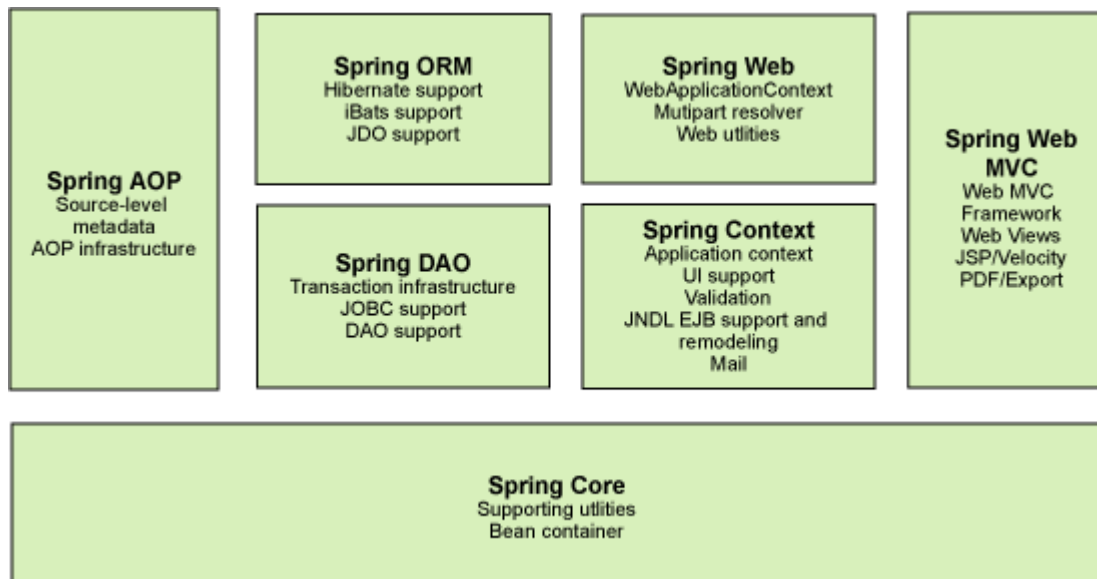 Spring AOP
Source-level
metadata
AOP infrastructure
Spring ORM
Hibernate support
iBats support
JDO support
Spring DAO
Transaction infrastructure
JOBC support
DAO support
Spring Web
WebApplicationContext
Mutipart resolver
Web utlities
Spring Context
Application context
UI support
Validation
JNDL EJB support and
remodeling
Mail
Spring Web
MVC
Web MVC
Framework
Web Views
JSP/Velocity
PDF/Export
Spring Core
Supporting utlities
Bean container